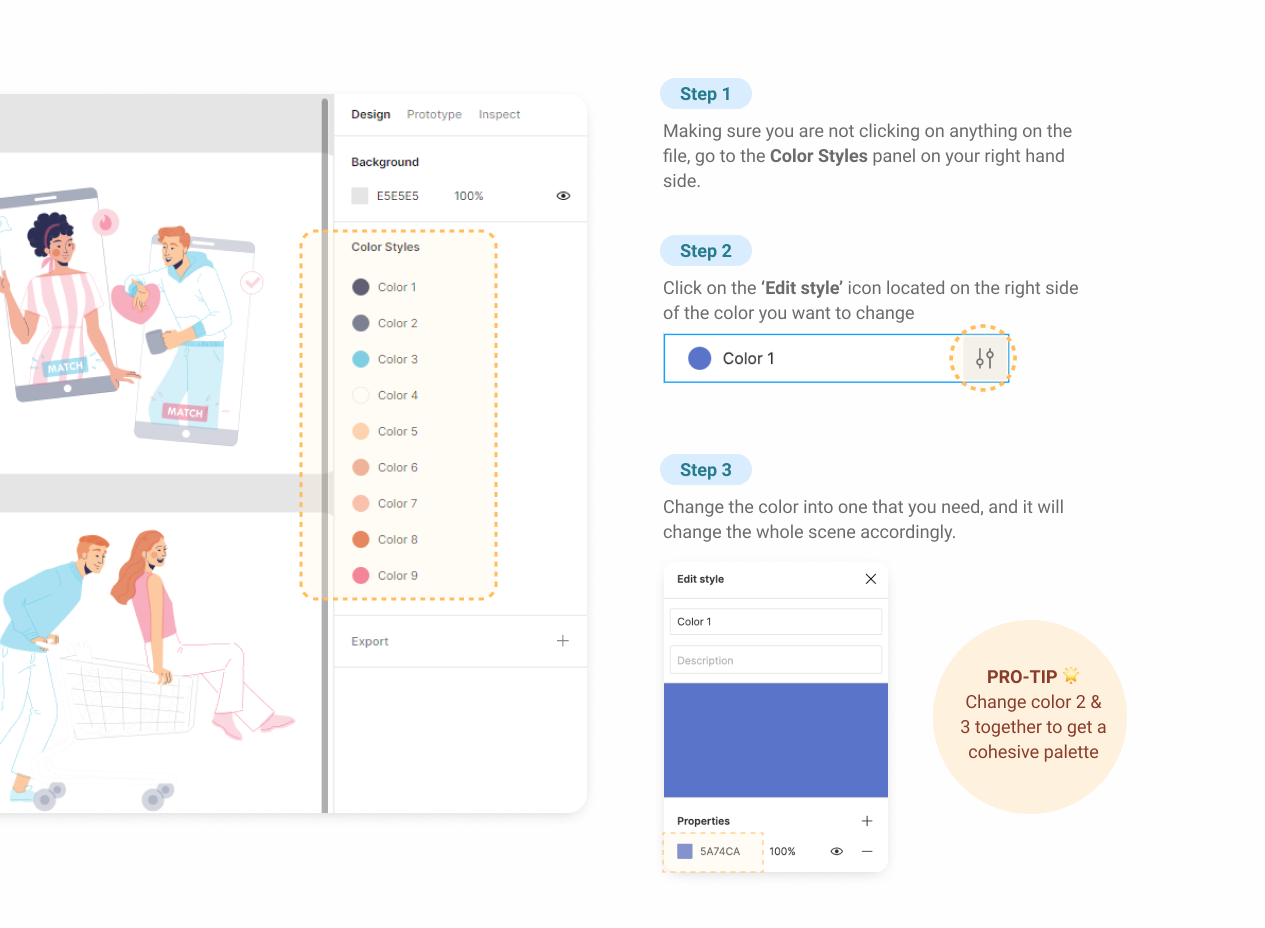 Design Prototype Inspect
Background
E5E5E5 100%
Color Styles
Color 1
Color 2
Color 3
Color 4
Color 5
Color 6
Color 7
Color 8
Color 9
Export
MATCH
MATCH
Step 1
Making sure you are not clicking on anything on the
file, go to the Color Styles panel on your right hand
side.
Step 2
Click on the ‘Edit style’ icon located on the right side
of the color you want to change
Color 1
Step 3
Change the color into one that you need, and it will
change the whole scene accordingly.
Edit style
Color 1
Description
Properties
5A74CA 100%
PRO-TIP 🌟
Change color 2 &
3 together to get a
cohesive palette